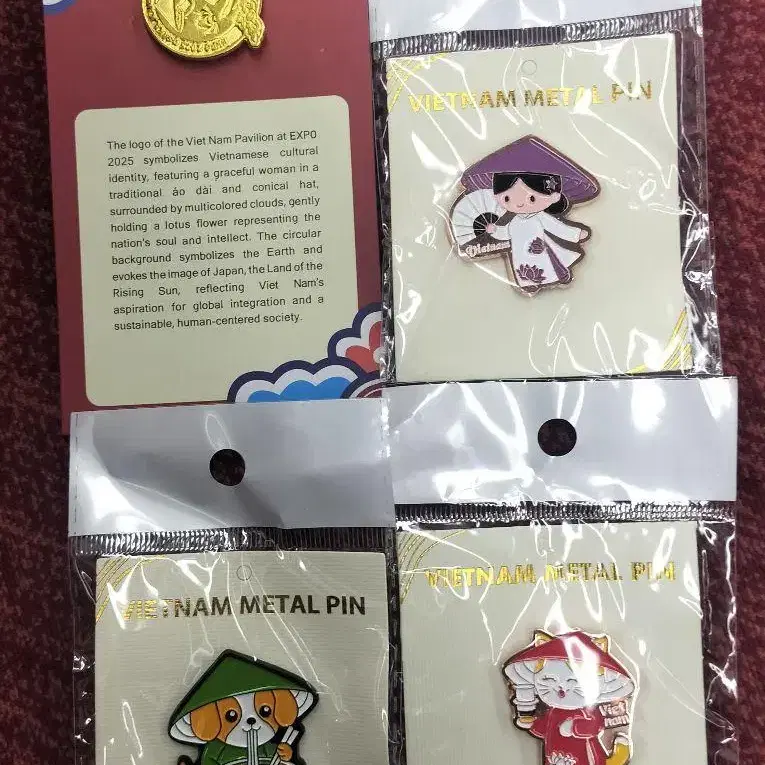 The logo of the Viet Nam Pavilion at EXPO
2025 symbolizes Vietnamese cultural
identity, featuring a graceful woman in a
traditional áo dài and conical hat,
surrounded by multicolored clouds, gently
holding a lotus flower representing the
nation's soul and intellect. The circular
background symbolizes the Earth and
evokes the image of Japan, the Land of the
Rising Sun, reflecting Viet Nam's
aspiration for global integration and a
sustainable, human-centered society.
VIETNAM METAL PIN
Vietnam
VIETNAM METAL PIN
VIETNAM METAL PIN
Viet
nam